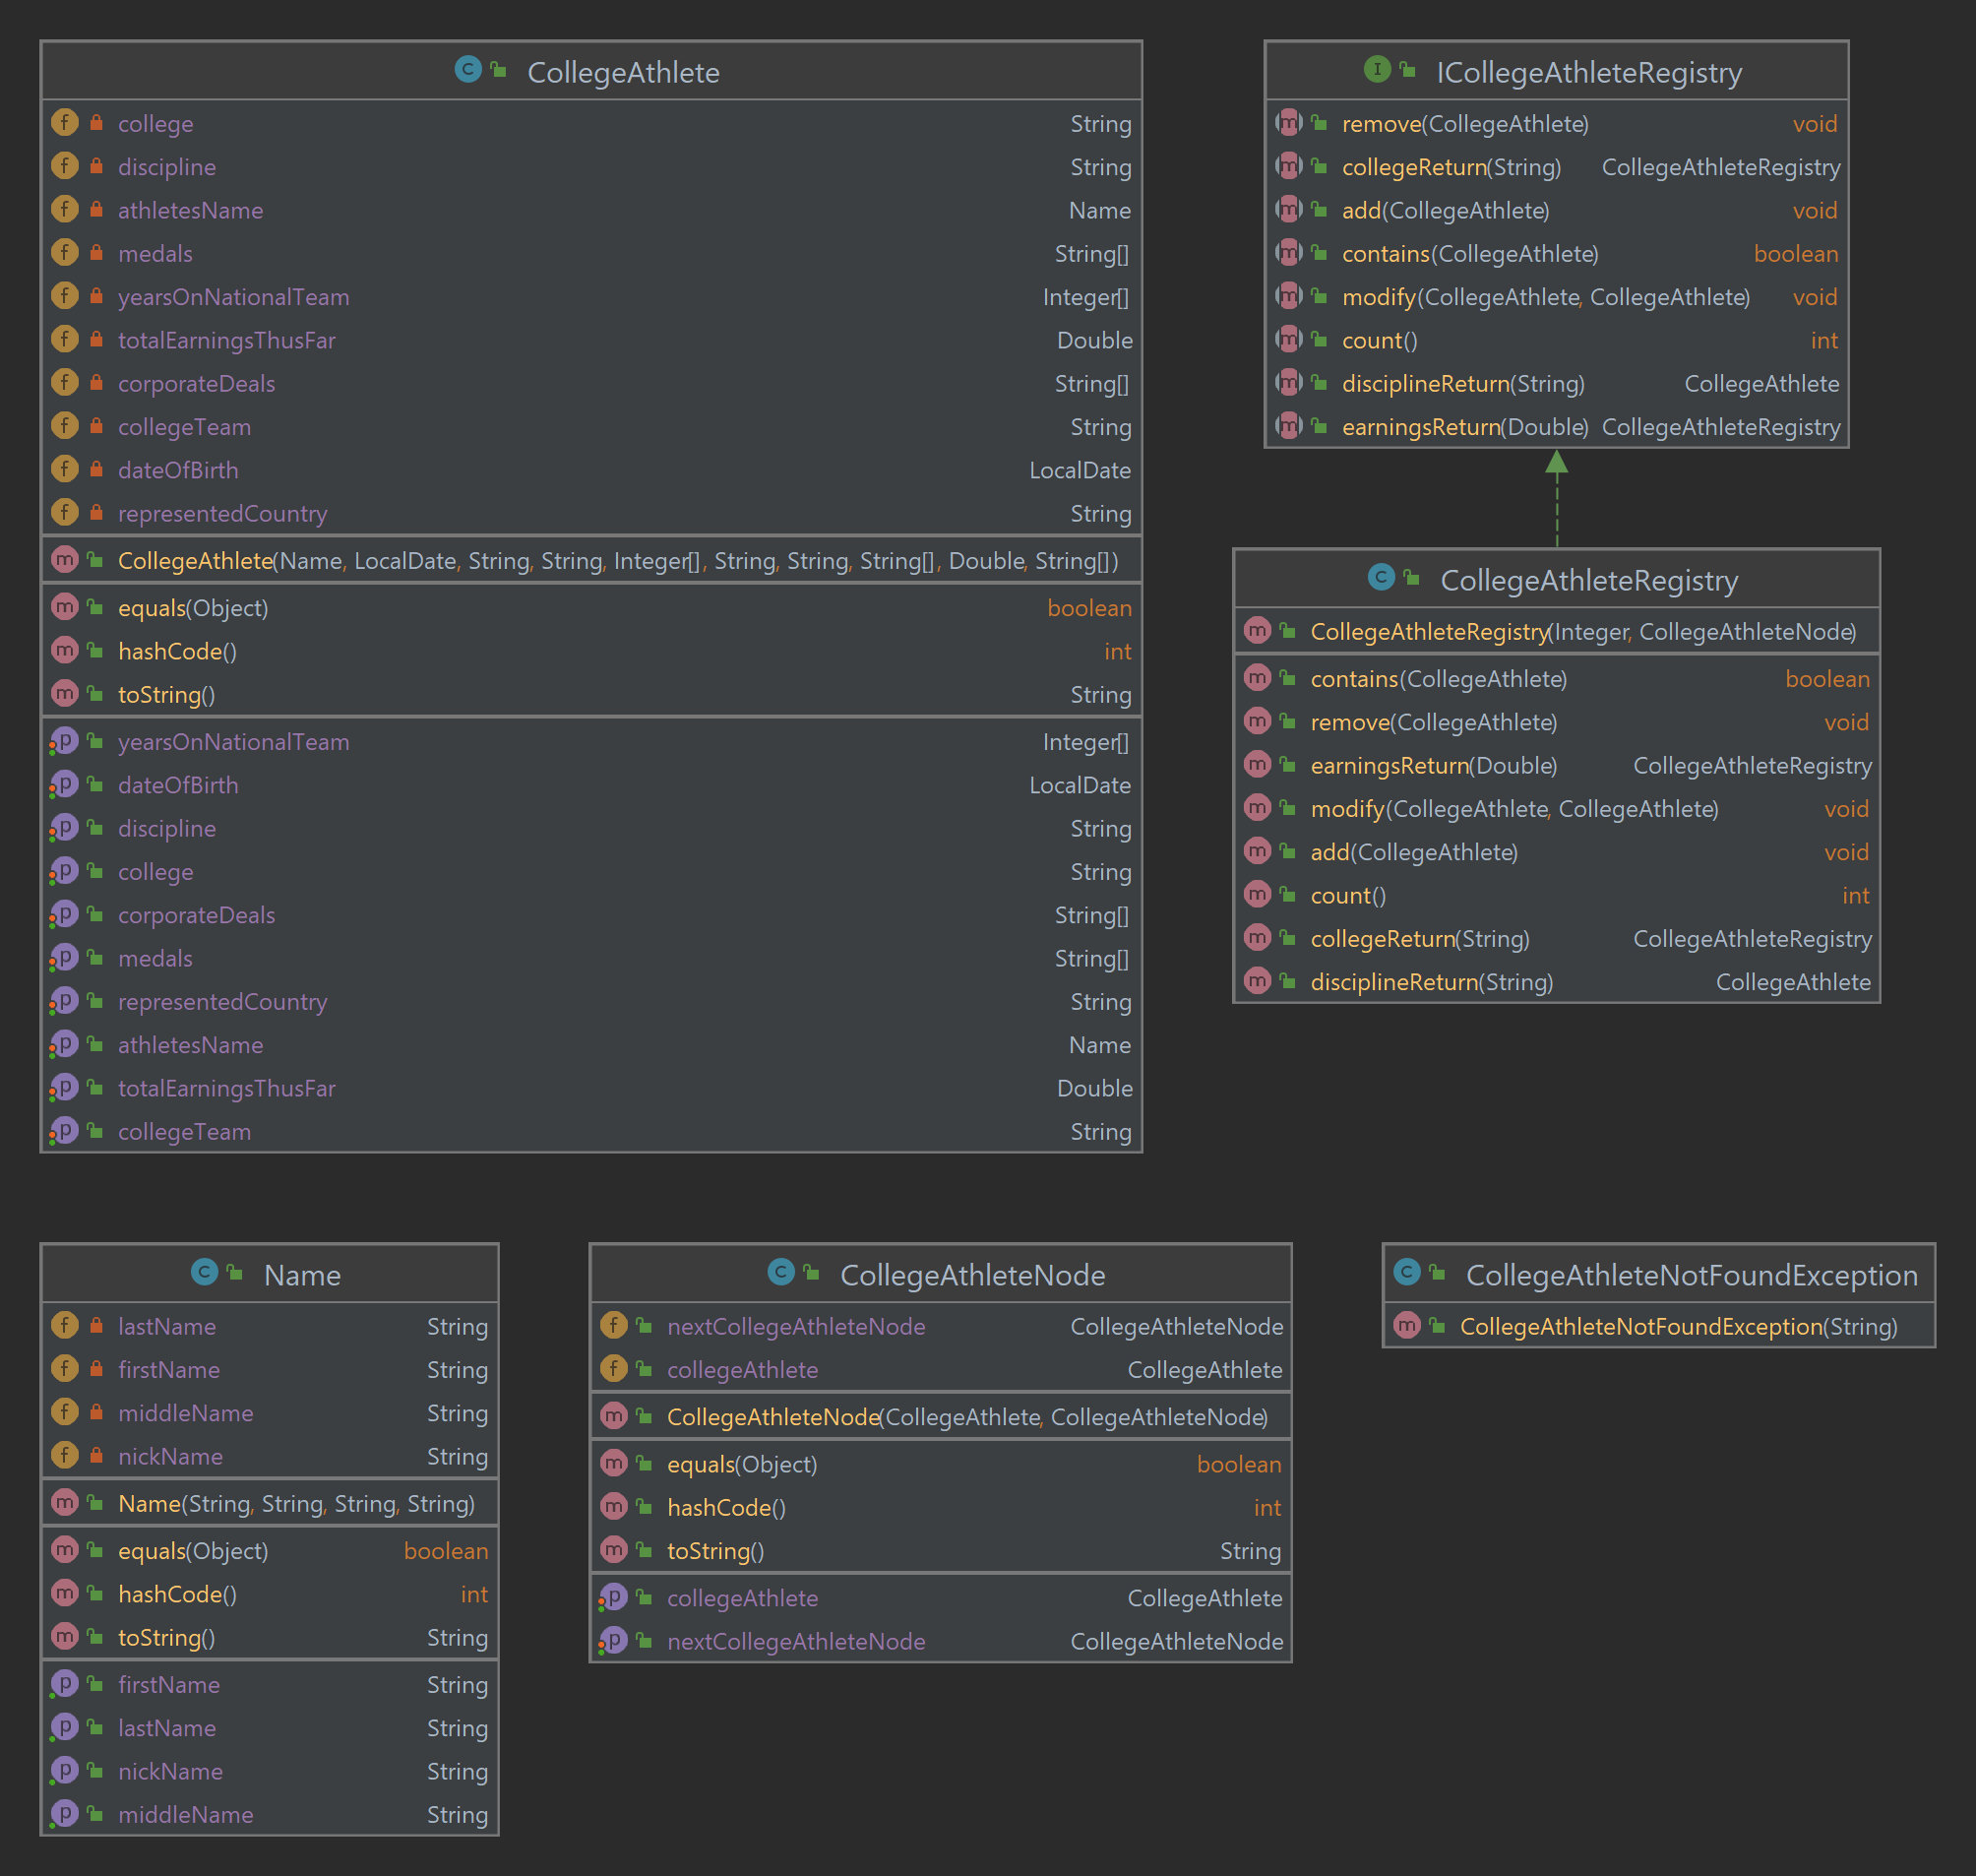 CollegeAthlete
college String
discipline String
athletesName Name
medals String[]
yearsOnNationalTeam Integer[]
totalEarningsThusFar Double
corporateDeals String[]
collegeTeam String
dateOfBirth LocalDate
representedCountry String
CollegeAthlete(Name, LocalDate, String, String, Integer[], String, String, String[], Double, String[])
equals(Object) boolean
hashCode() int
toString() String
yearsOnNationalTeam Integer[]
dateOfBirth LocalDate
discipline String
college String
corporateDeals String[]
medals String[]
representedCountry String
athletesName Name
totalEarningsThusFar Double
collegeTeam String
ICollegeAthleteRegistry
remove(CollegeAthlete) void
collegeReturn(String) CollegeAthleteRegistry
add(CollegeAthlete) void
contains(CollegeAthlete) boolean
modify(CollegeAthlete, CollegeAthlete) void
count() int
disciplineReturn(String) CollegeAthlete
earningsReturn(Double) CollegeAthleteRegistry
CollegeAthleteRegistry
CollegeAthleteRegistry(Integer, CollegeAthleteNode)
contains(CollegeAthlete) boolean
remove(CollegeAthlete) void
earningsReturn(Double) CollegeAthleteRegistry
modify(CollegeAthlete, CollegeAthlete) void
add(CollegeAthlete) void
count() int
collegeReturn(String) CollegeAthleteRegistry
disciplineReturn(String) CollegeAthlete
Name
lastName String
firstName String
middleName String
nickName String
Name(String, String, String, String)
equals(Object) boolean
hashCode() int
toString() String
firstName String
lastName String
nickName String
middleName String
CollegeAthleteNode
nextCollegeAthleteNode CollegeAthleteNode
collegeAthlete CollegeAthlete
CollegeAthleteNode(CollegeAthlete, CollegeAthleteNode)
equals(Object) boolean
hashCode() int
toString() String
collegeAthlete CollegeAthlete
nextCollegeAthleteNode CollegeAthleteNode
CollegeAthleteNotFoundException
CollegeAthleteNotFoundException(String)